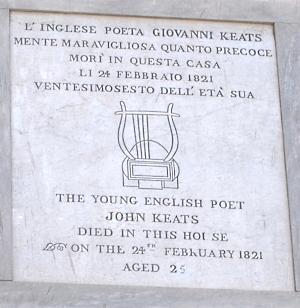 L'INGLESE POETA GIOVANNI KEATS
MENTE MARAVIGLIOSA QUANTO PRECOCE
MORÌ IN QUESTA CASA
LI 24 FEBBRAIO 1821
VENTESIMOSESTO DELL'ETÀ SUA
THE YOUNG ENGLISH POET
JOHN KEATS
DIED IN THIS HOUSE
ON THE 24TH FEBRUARY 1821
AGED 25